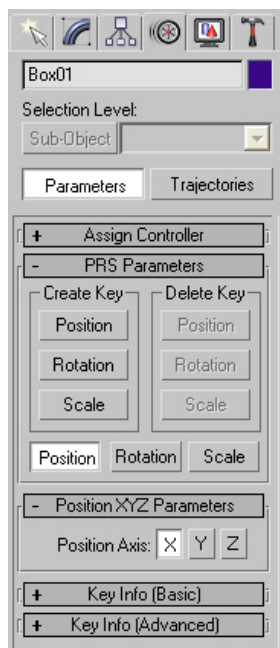 Box01
Selection Level:
Sub-Object
Parameters Trajectories
+ Assign Controller
- PRS Parameters
Create Key Delete Key
Position Position
Rotation Rotation
Scale Scale
Position Rotation Scale
- Position XYZ Parameters
Position Axis: X Y Z
+ Key Info (Basic)
+ Key Info (Advanced)